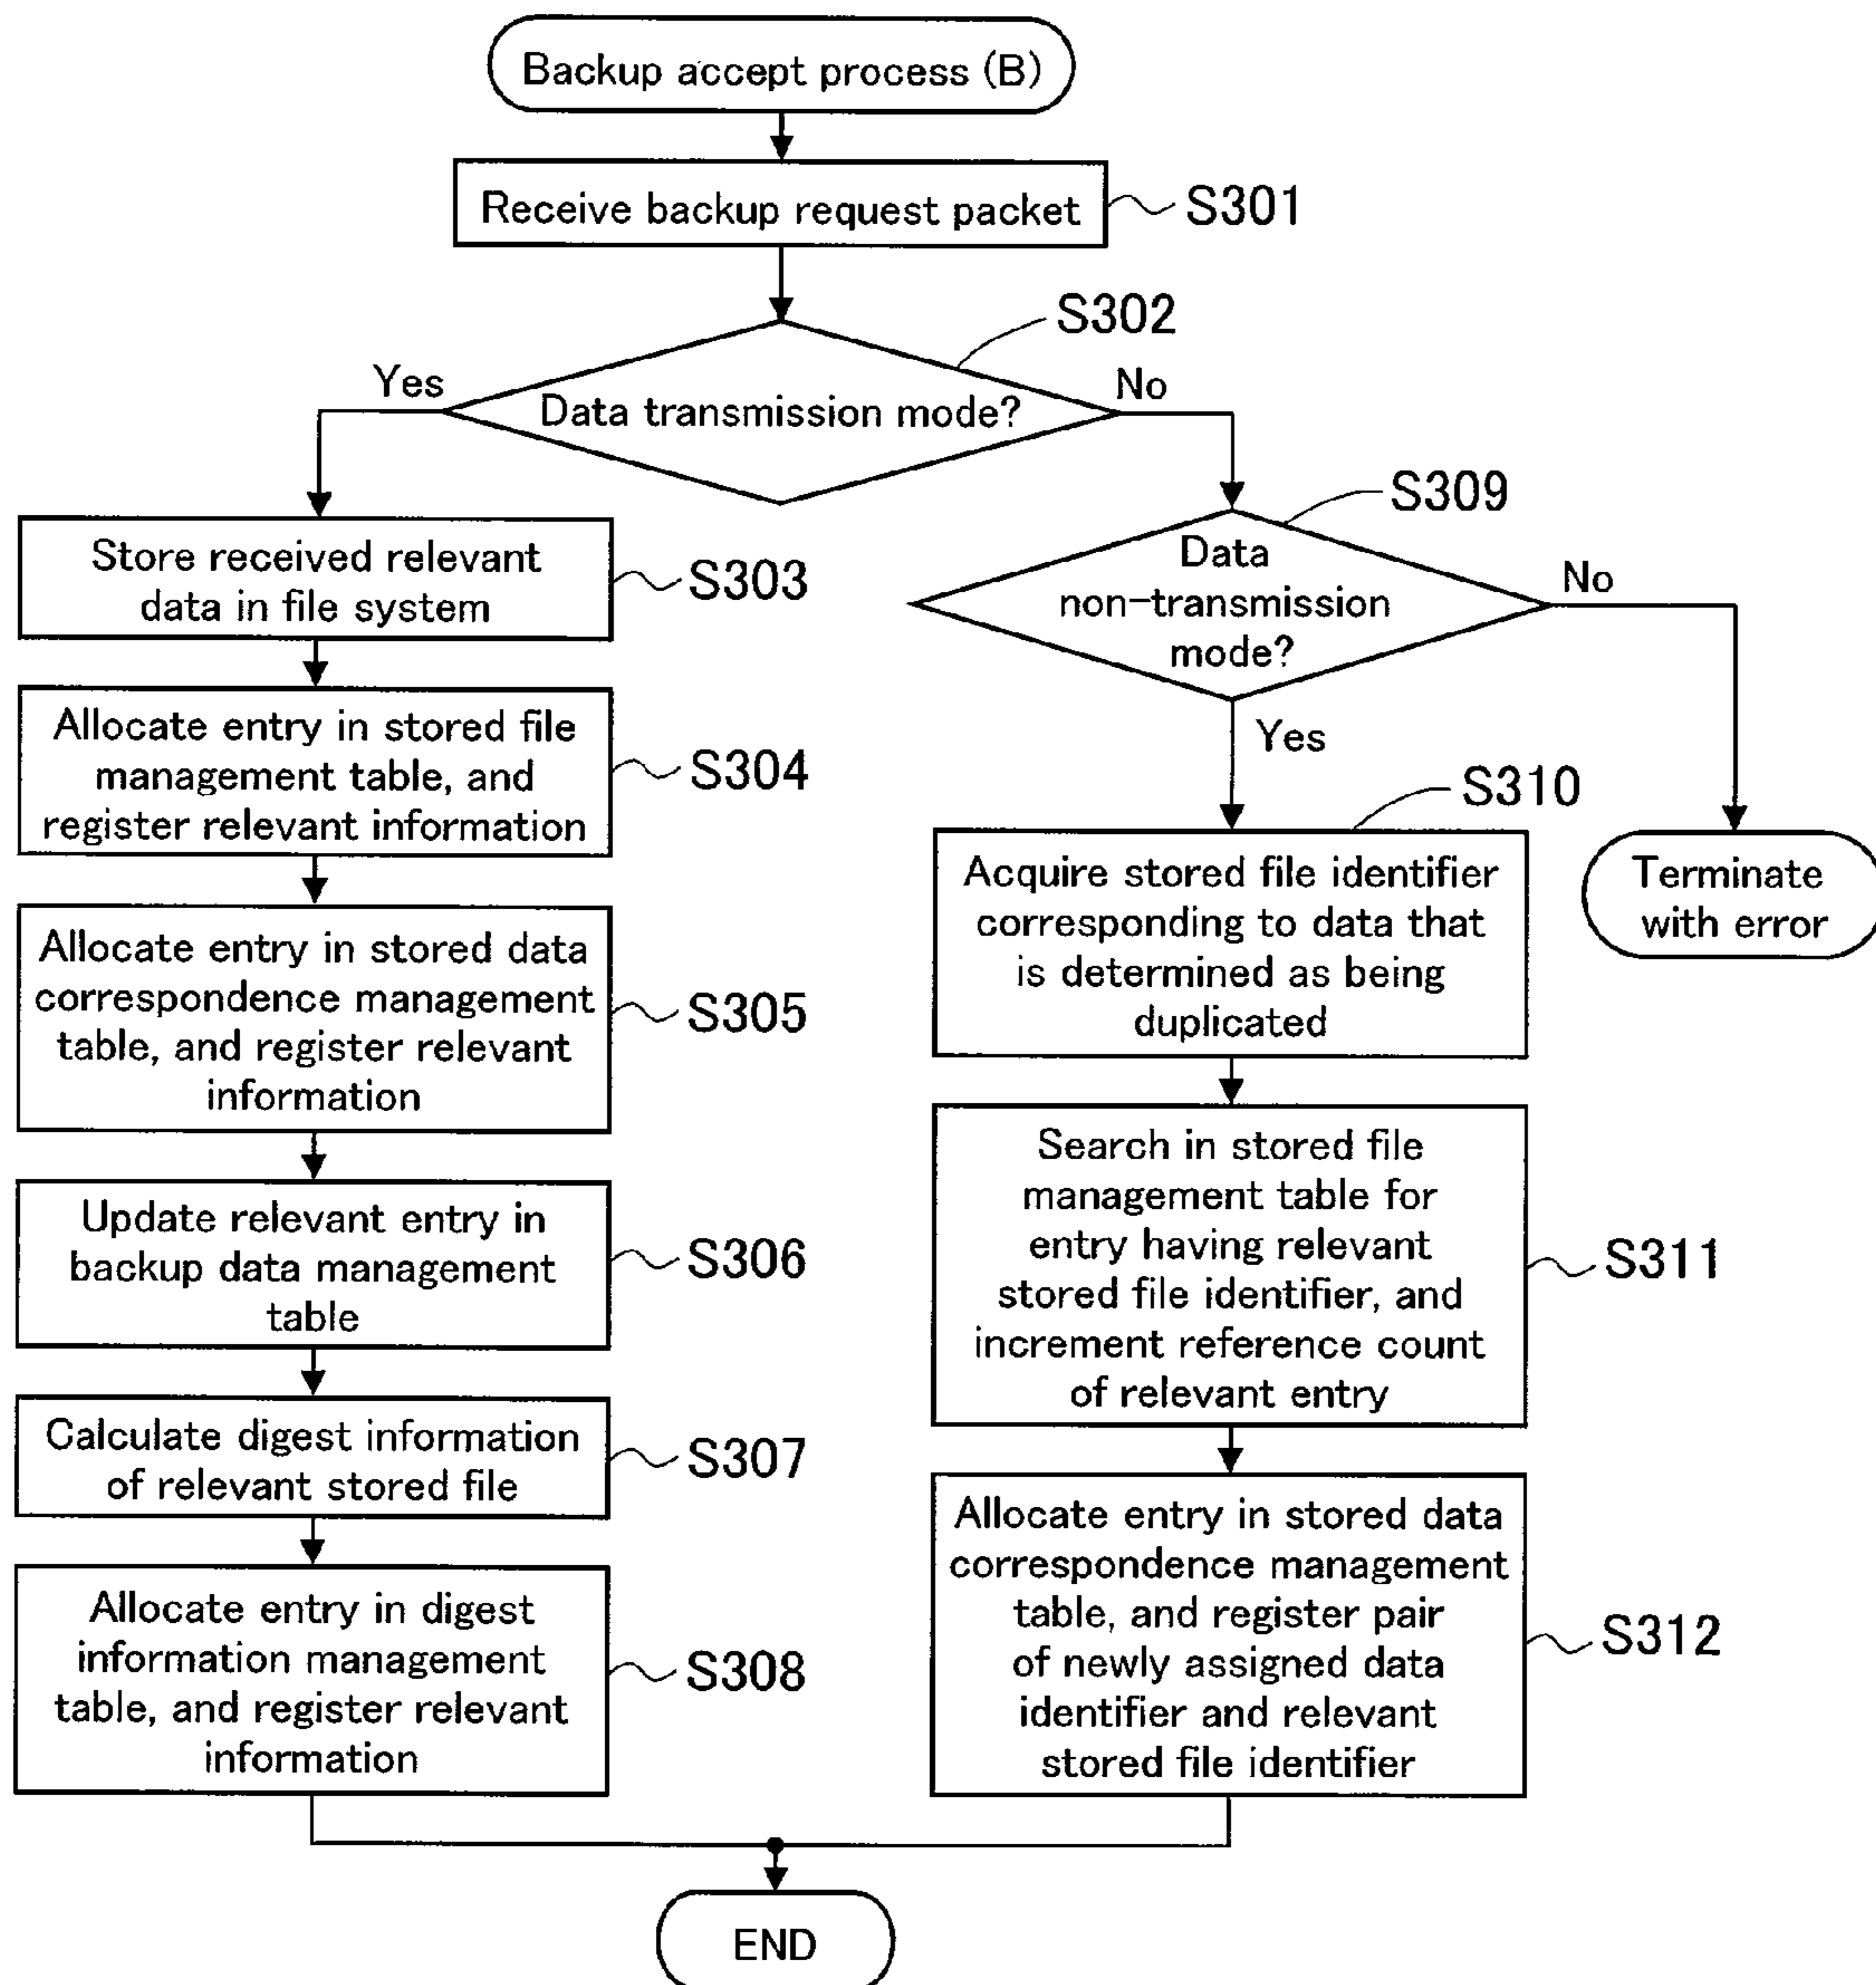 Backup accept process (B)
Receive backup request packet
S301
S302
Data transmission mode?
Yes
No
Store received relevant
data in file system
S303
Allocate entry in stored file
management table, and
register relevant information
S304
Allocate entry in stored data
correspondence management
table, and register relevant
information
S305
Update relevant entry in
backup data management
table
S306
Calculate digest information
of relevant stored file
S307
Allocate entry in digest
information management
table, and register relevant
information
S308
S309
Data
non-transmission
mode?
No
Yes
Terminate
with error
S310
Acquire stored file identifier
corresponding to data that
is determined as being
duplicated
Search in stored file
management table for
entry having relevant
stored file identifier, and
increment reference count
of relevant entry
S311
Allocate entry in stored data
correspondence management
table, and register pair
of newly assigned data
identifier and relevant
stored file identifier
S312
END